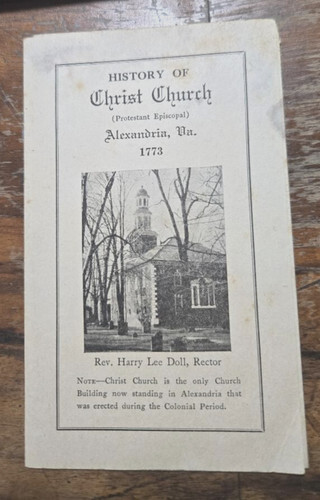 HISTORY OF
Christ Church
(Protestant Episcopal)
Alexandria, Va.
1773
Rev. Harry Lee Doll, Rector
NOTE—Christ Church is the only Church
Building now standing in Alexandria that
was erected during the Colonial Period.